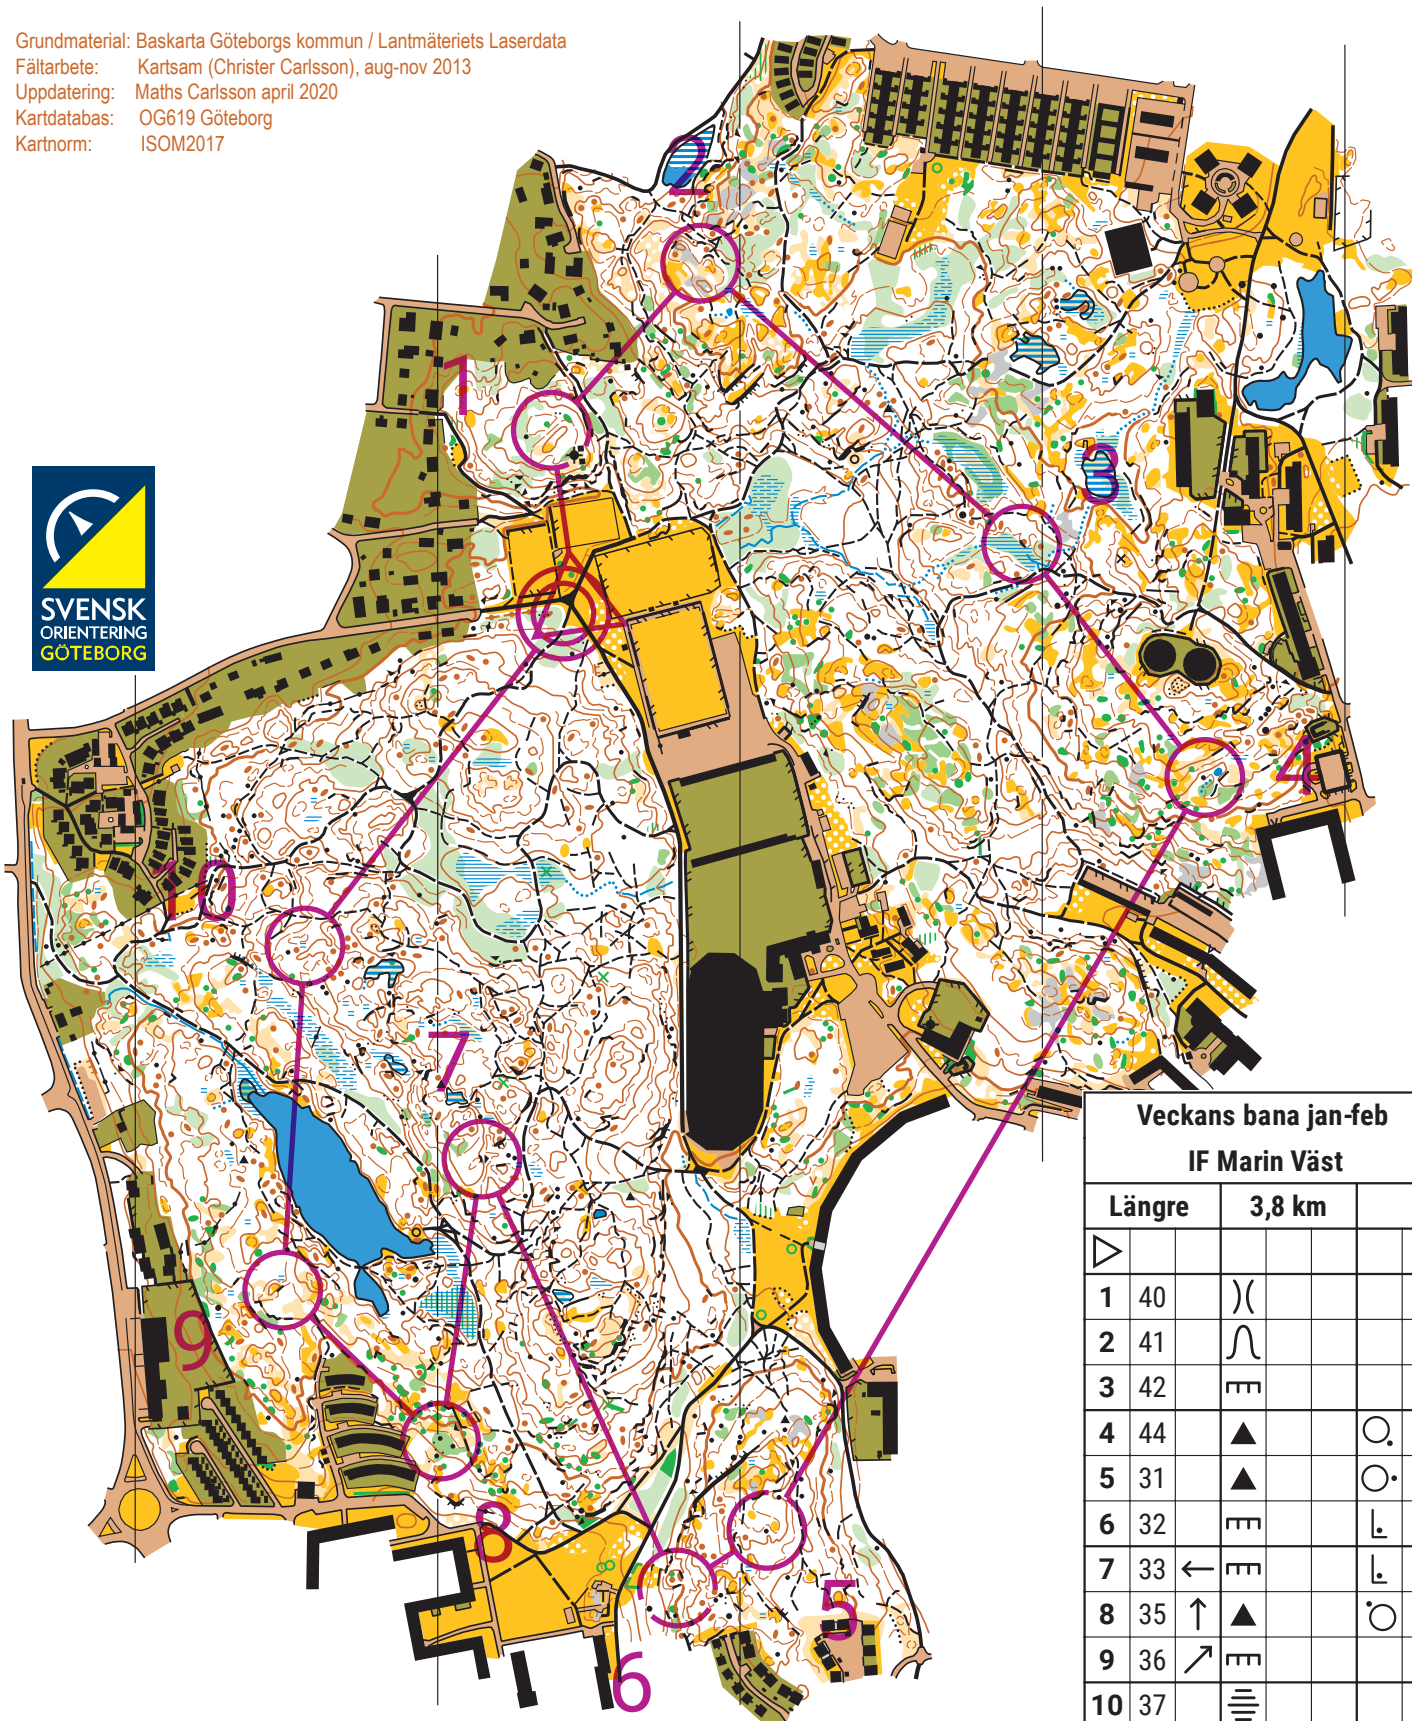 Grundmaterial: Baskarta Göteborgs kommun / Lantmäteriets Laserdata
Fältarbete: Kartsam (Christer Carlsson), aug-nov 2013
Uppdatering: Maths Carlsson april 2020
Kartdatabas: OG619 Göteborg
Kartnorm: ISOM2017
2
1
3
SVENSK
ORIENTERING
GÖTEBORG
4
10
7
9
8
5
6
Veckans bana jan-feb
IF Marin Väst
Längre 3,8 km
1 40
2 41
3 42
4 44
5 31
6 32
7 33
8 35
9 36
10 37